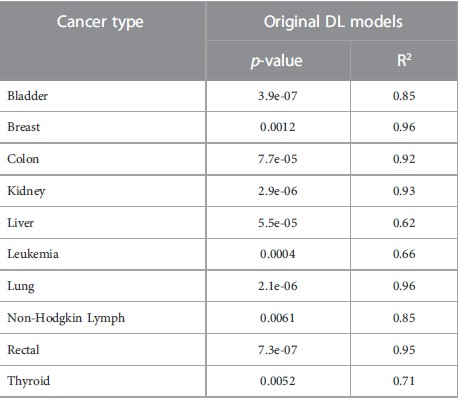 Cancer type Original DL models
p-value R²
Bladder 3.9e-07 0.85
Breast 0.0012 0.96
Colon 7.7e-05 0.92
Kidney 2.9e-06 0.93
Liver 5.5e-05 0.62
Leukemia 0.0004 0.66
Lung 2.1e-06 0.96
Non-Hodgkin Lymph 0.0061 0.85
Rectal 7.3e-07 0.95
Thyroid 0.0052 0.71